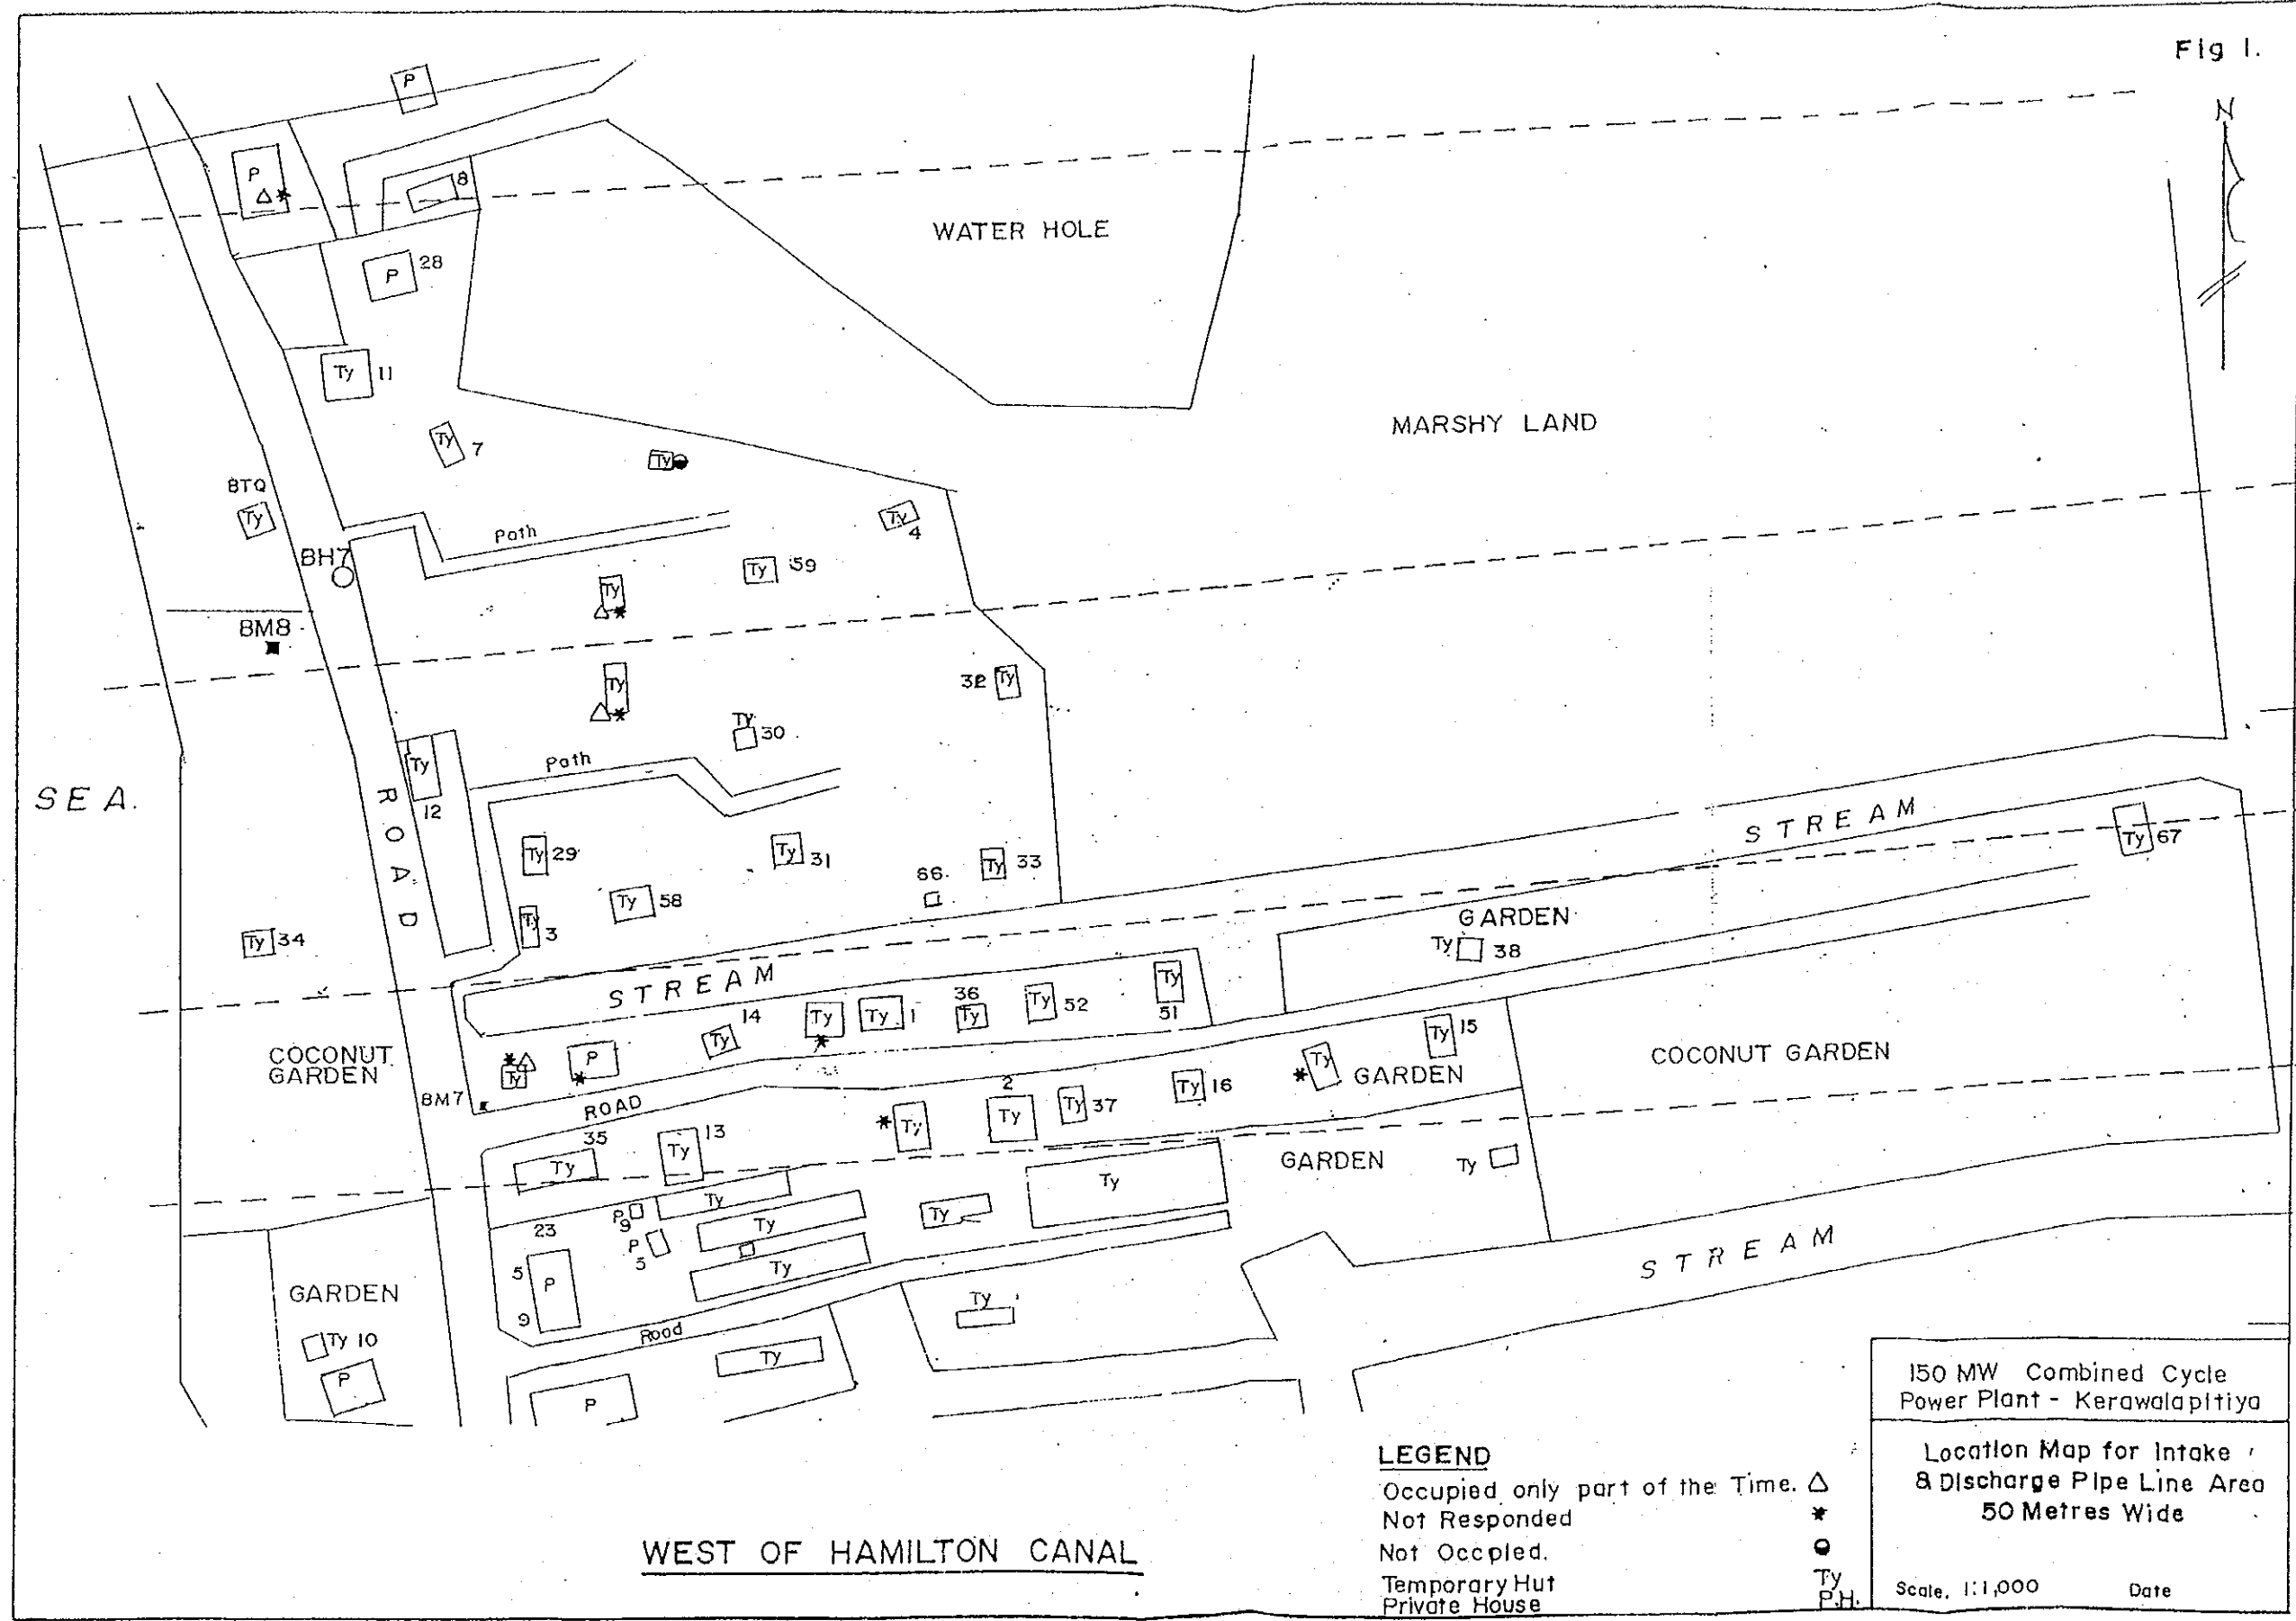 Fig 1.
N
P
P
8
WATER HOLE
P 28
Ty 11
MARSHY LAND
Ty 7
Ty
BTQ
Ty
Ty
4
Path
BH7
Ty 59
Ty
BM8
Ty
32 Ty
Ty
30
Path
Ty
12
SEA.
ROAD
STREAM
Ty 67
Ty 29
Ty 31
Ty 33
66.
Ty 58
Ty 3
GARDEN
Ty 38
Ty 34
STREAM
Ty
51
36
Ty
Ty 52
14
Ty
Ty
Ty 1
Ty 15
COCONUT
GARDEN
P
Ty
Ty
GARDEN
COCONUT GARDEN
BM7
ROAD
2
Ty
Ty 37
Ty 16
Ty
35
Ty
13
Ty
GARDEN
Ty
Ty
Ty
P
9
23
Ty
Ty
P
5
5
P
9
Ty
STREAM
GARDEN
Ty
Road
Ty 10
P
Ty
P
150 MW Combined Cycle
Power Plant - Kerawalapitiya
Location Map for Intake
& Discharge Pipe Line Area
50 Metres Wide
Scale. 1:1,000 Date
LEGEND
Occupied only part of the Time.
Not Responded
Not Occpied.
Temporary Hut Ty
Private House P.H.
WEST OF HAMILTON CANAL